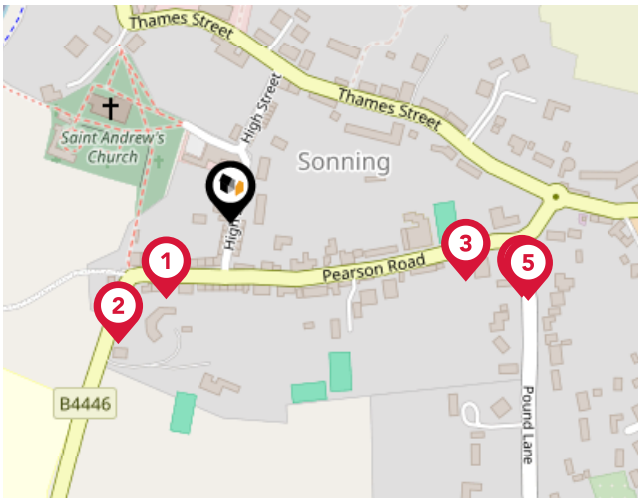 Thames Street
High Street
Thames Street
Saint Andrew's
Church
Sonning
High
1
3
5
Pearson Road
2
B4446
Pound Lane